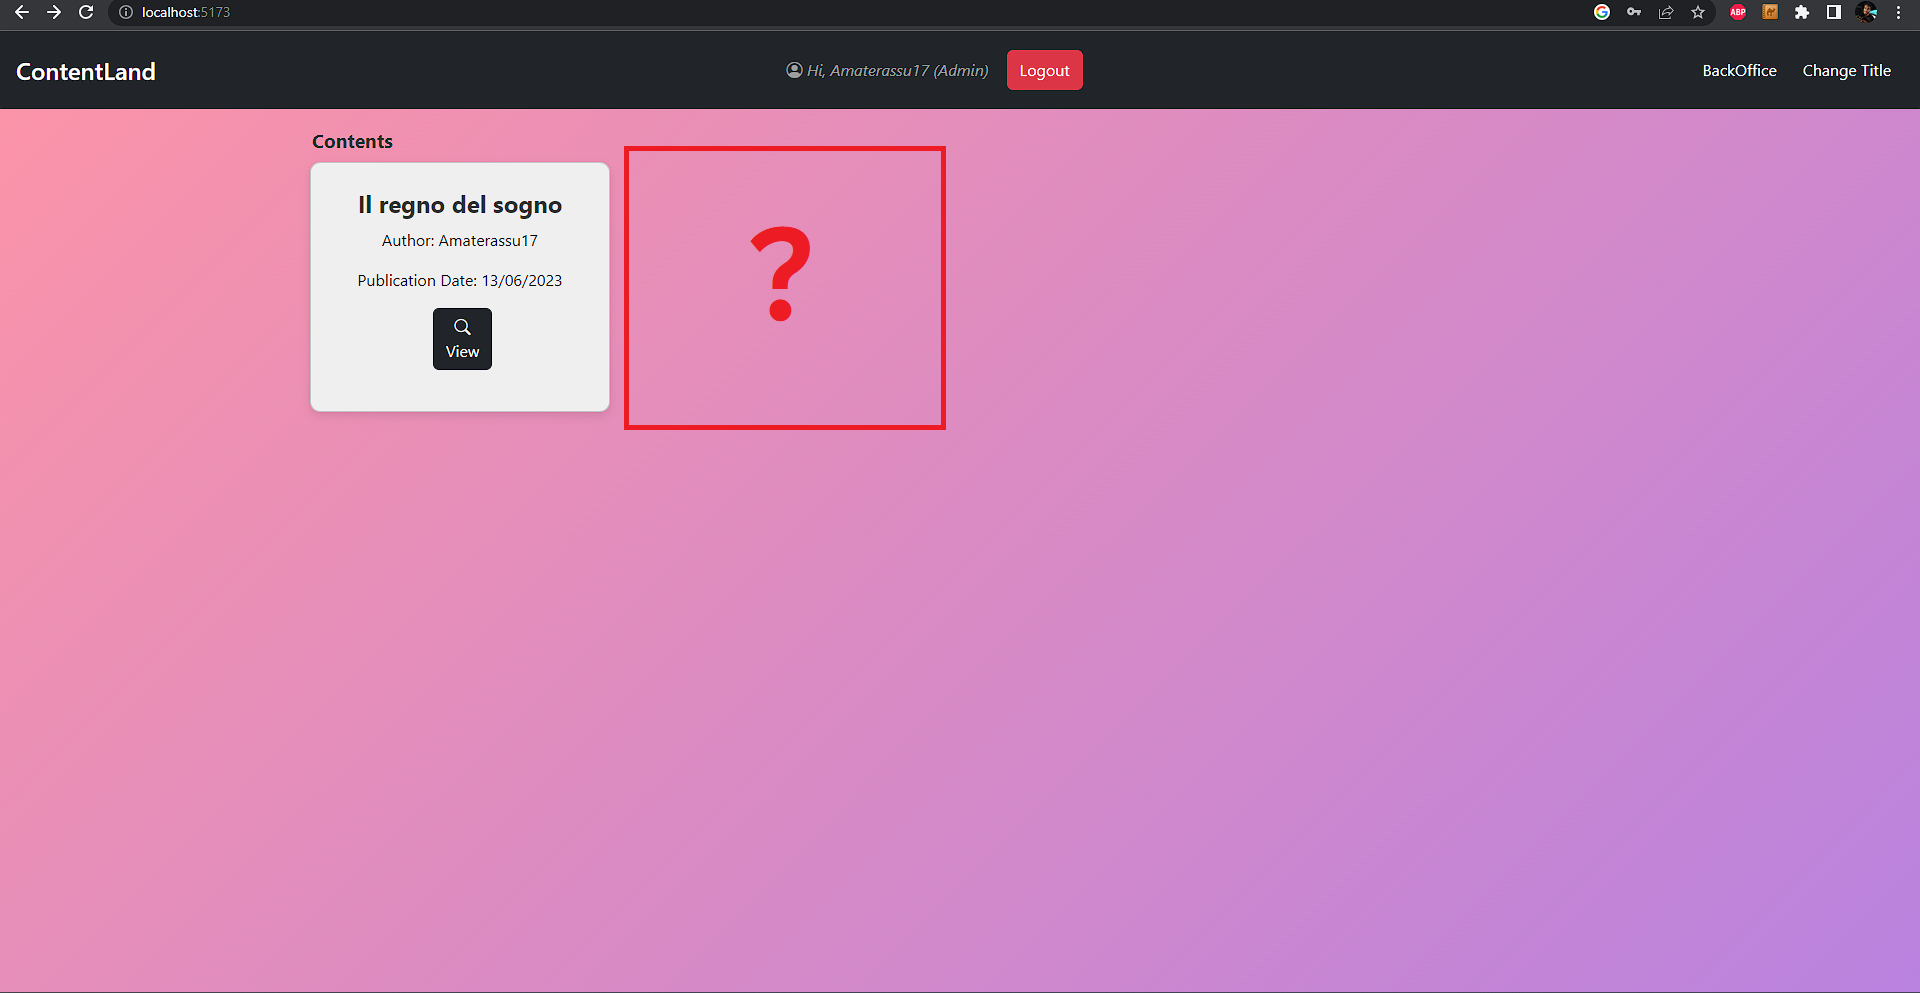 localhost:5173
ABP
ContentLand
Hi, Amaterassu17 (Admin)
Logout
BackOffice
Change Title
Contents
Il regno del sogno
Author: Amaterassu17
Publication Date: 13/06/2023
View
?